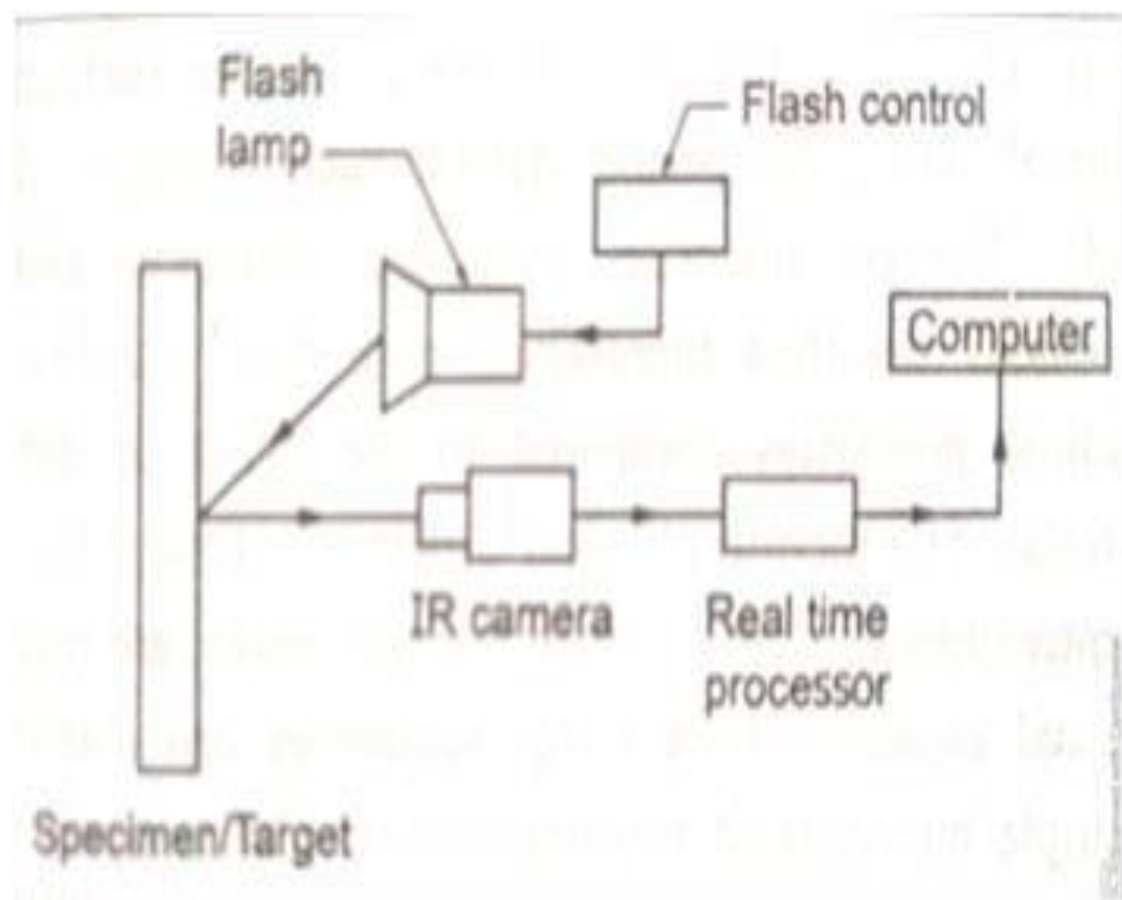 Flash
lamp
Flash control
Computer
IR camera
Real time
processor
Specimen/Target